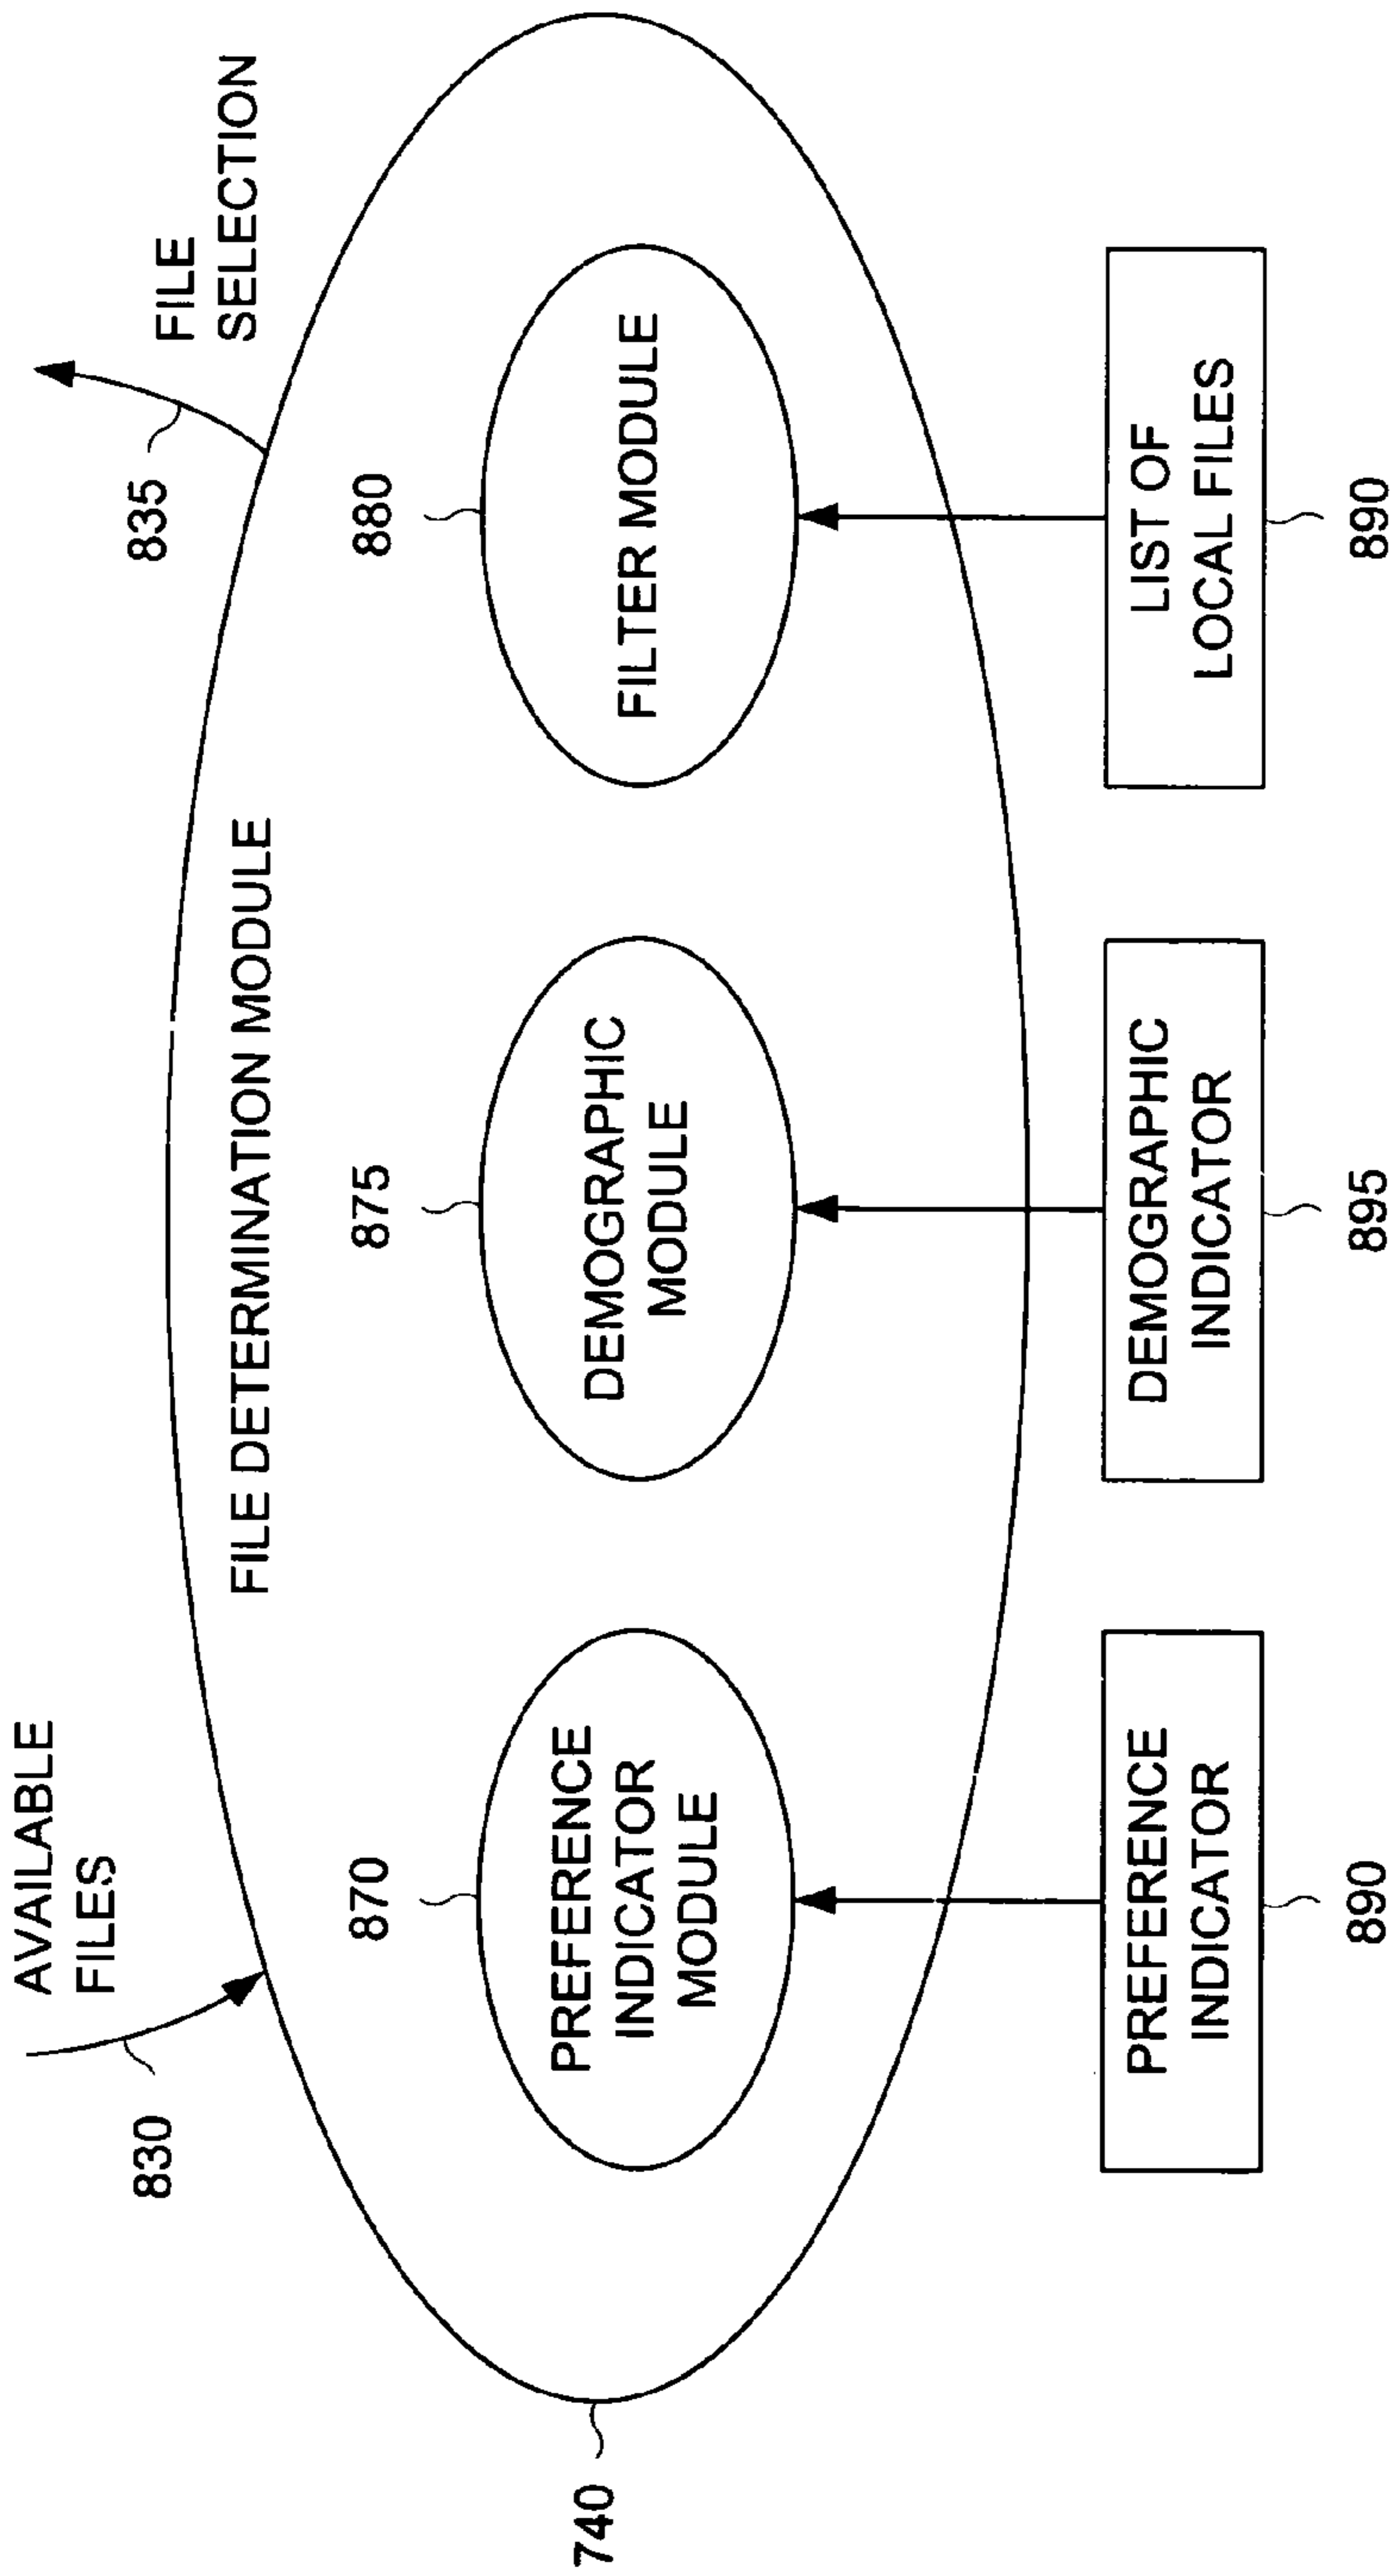 AVAILABLE
FILES
830
FILE
SELECTION
835
FILE DETERMINATION MODULE
740
870
PREFERENCE
INDICATOR
MODULE
875
DEMOGRAPHIC
MODULE
880
FILTER MODULE
PREFERENCE
INDICATOR
890
DEMOGRAPHIC
INDICATOR
895
LIST OF
LOCAL FILES
890